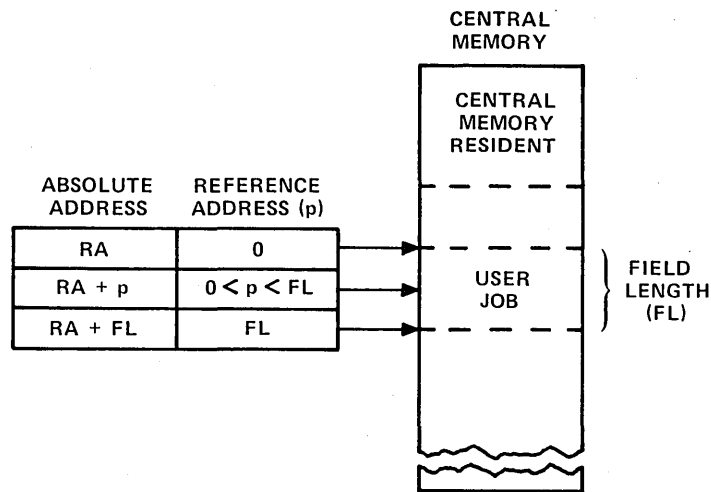 CENTRAL
MEMORY
CENTRAL
MEMORY
RESIDENT
ABSOLUTE
ADDRESS
REFERENCE
ADDRESS (p)
RA
0
RA + p
0 < p < FL
RA + FL
FL
USER
JOB
FIELD
LENGTH
(FL)